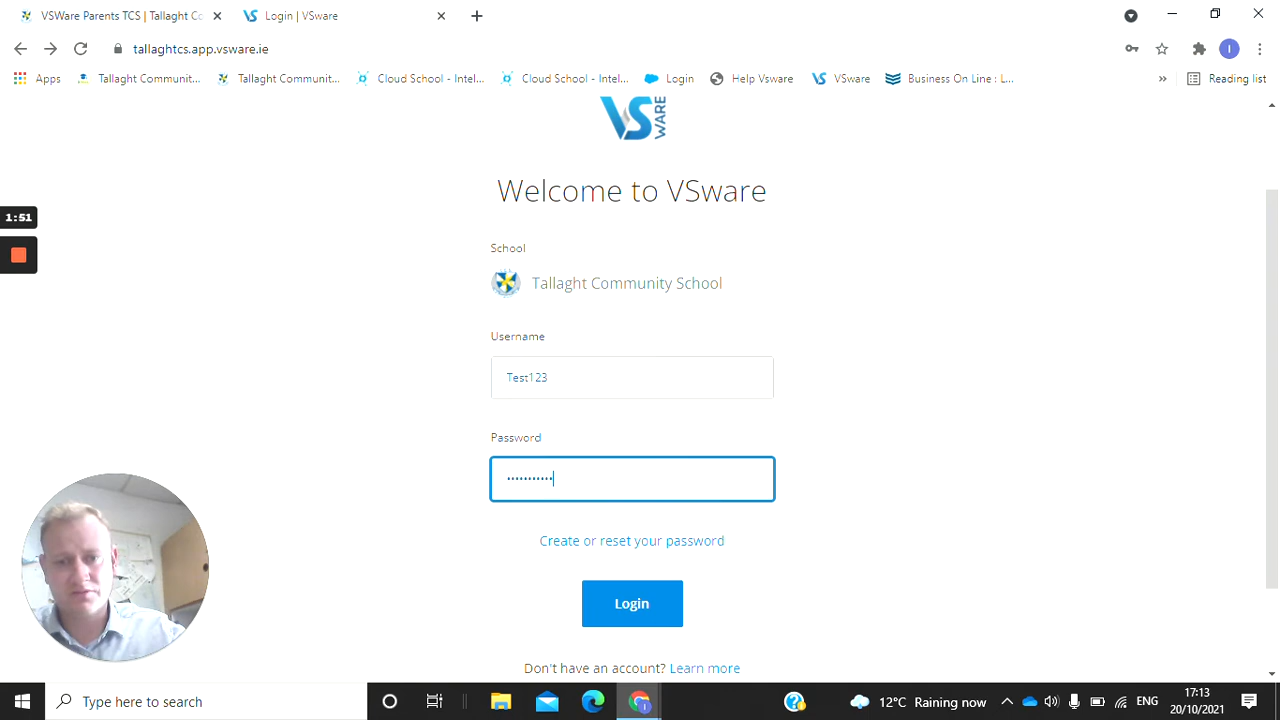 VSWare Parents TCS | Tallaght Co
Login | VSware
tallaghtcs.app.vsware.ie
I
Apps
Tallaght Communit...
Tallaght Communit...
Cloud School - Intel...
Cloud School - Intel...
Login
Help Vsware
VSware
Business On Line : L...
»
Reading list
VS WARE
Welcome to VSware
1:51
School
Tallaght Community School
Username
Test123
Password
···········
Create or reset your password
Login
Don't have an account? Learn more
Type here to search
12°C Raining now
ENG
17:13
20/10/2021